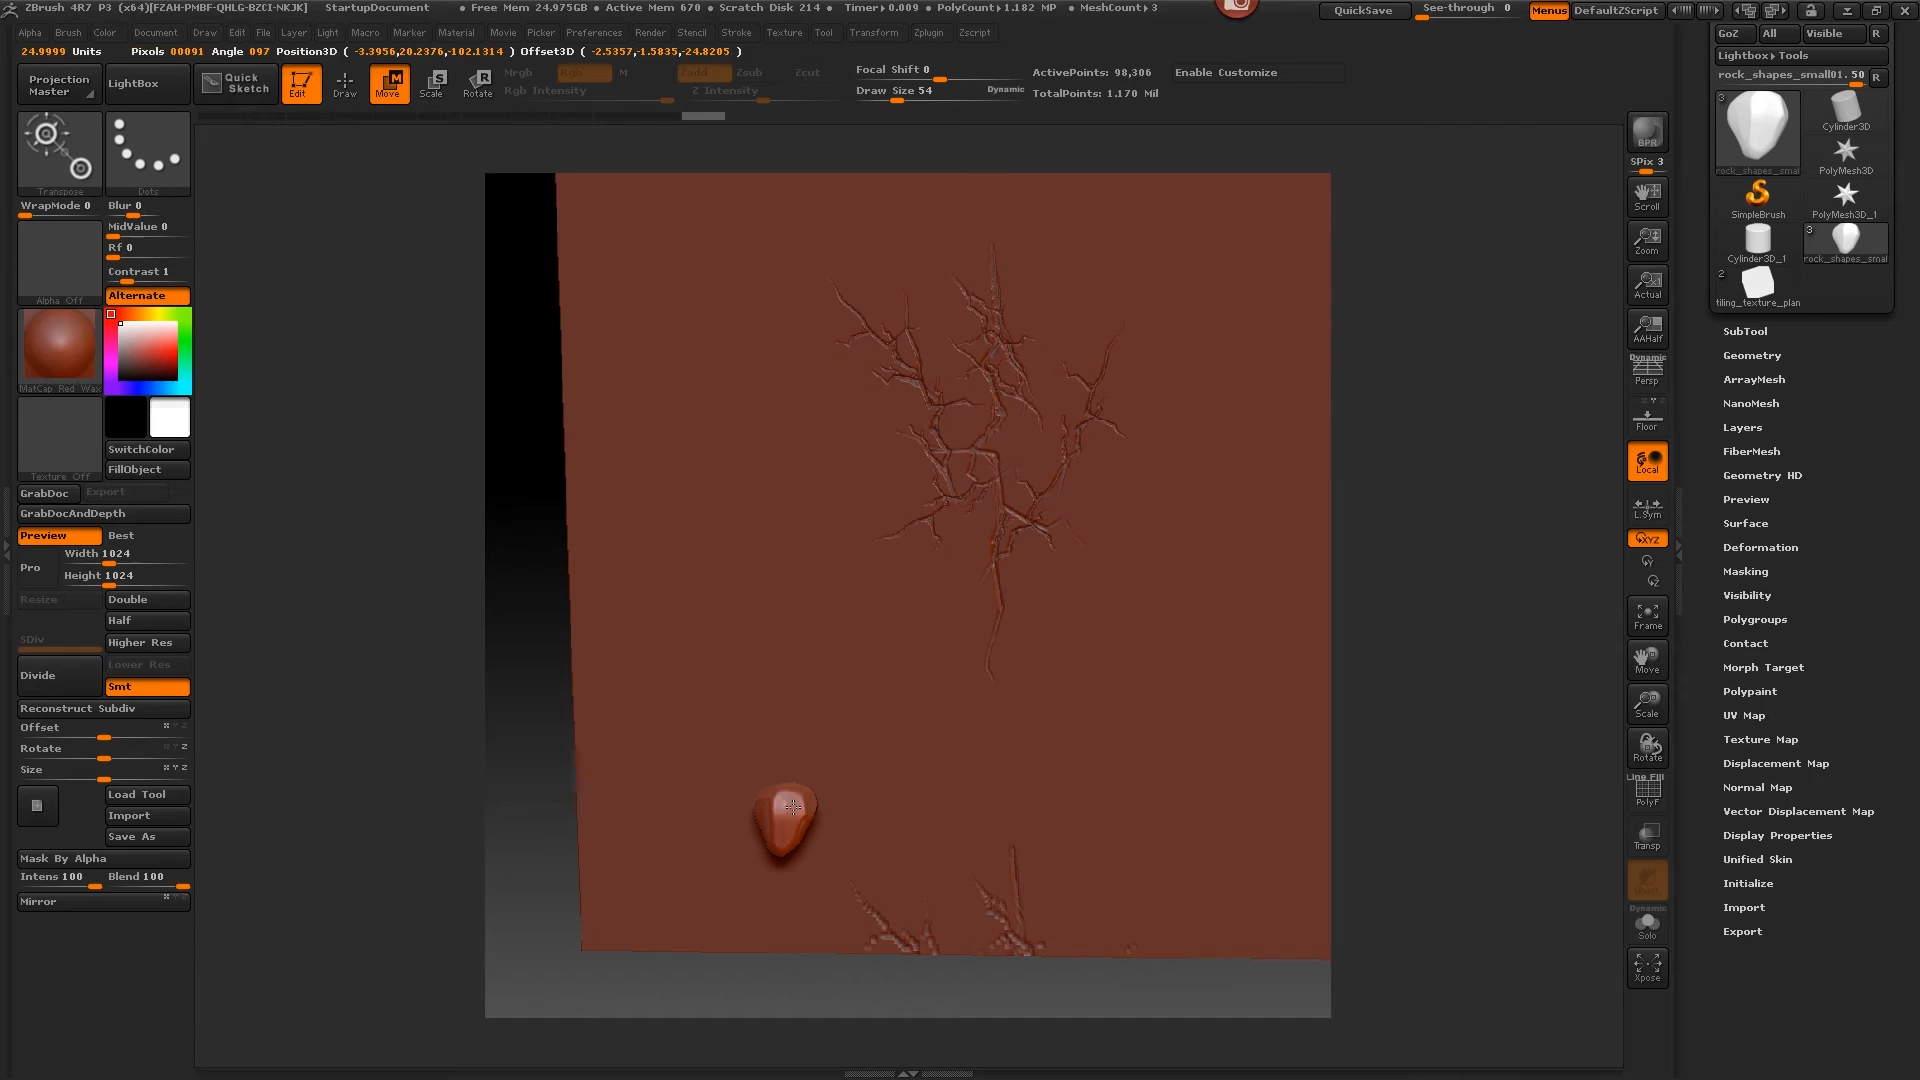 ZBrush 4R7 P3 (x64)[FZAH-PMBF-QHLG-BZCI-NKJK] StartupDocument • Free Mem 24.975GB • Active Mem 670 • Scratch Disk 214 • Timer▸0.009 • PolyCount▸1.182 MP • MeshCount▸3 QuickSave See-through 0 Menus DefaultZScript
Alpha Brush Color Document Draw Edit File Layer Light Macro Marker Material Movie Picker Preferences Render Stencil Stroke Texture Tool Transform Zplugin Zscript
24.9999 Units Pixols 00091 Angle 097 Position3D ( -3.3956,20.2376,-102.1314 ) Offset3D ( -2.5357,-1.5835,-24.8205 )
Projection Master
LightBox
Quick Sketch
Edit Draw Move Scale Rotate
Mrgb Rgb M Zadd Zsub Zcut
Rgb Intensity Z Intensity
Focal Shift 0
Draw Size 54 Dynamic
ActivePoints: 98,306
TotalPoints: 1.170 Mil
Enable Customize
Transpose Dots
WrapMode 0 Blur 0
MidValue 0
Rf 0
Contrast 1
Alpha Off Alternate
MatCap Red Wax
SwitchColor
FillObject
Texture Off
GrabDoc Export
GrabDocAndDepth
Preview Best
Pro Width 1024
Height 1024
Resize Double
Half
SDiv Higher Res
Divide Lower Res
Smt
Reconstruct Subdiv
Offset
Rotate
Size
Load Tool
Import
Save As
Mask By Alpha
Intens 100 Blend 100
Mirror
BPR
SPix 3
Scroll
Zoom
Actual
AAHalf
Dynamic
Persp
Floor
Local
L.Sym
XYZ
Y
Z
Frame
Move
Scale
Rotate
Line Fill
PolyF
Transp
Ghost
Dynamic
Solo
Xpose
GoZ All Visible R
Lightbox▸Tools
rock_shapes_small01. 50 R
3 Cylinder3D
rock_shapes_smal PolyMesh3D
SimpleBrush PolyMesh3D_1
Cylinder3D_1 3 rock_shapes_smal
2
tiling_texture_plan
SubTool
Geometry
ArrayMesh
NanoMesh
Layers
FiberMesh
Geometry HD
Preview
Surface
Deformation
Masking
Visibility
Polygroups
Contact
Morph Target
Polypaint
UV Map
Texture Map
Displacement Map
Normal Map
Vector Displacement Map
Display Properties
Unified Skin
Initialize
Import
Export